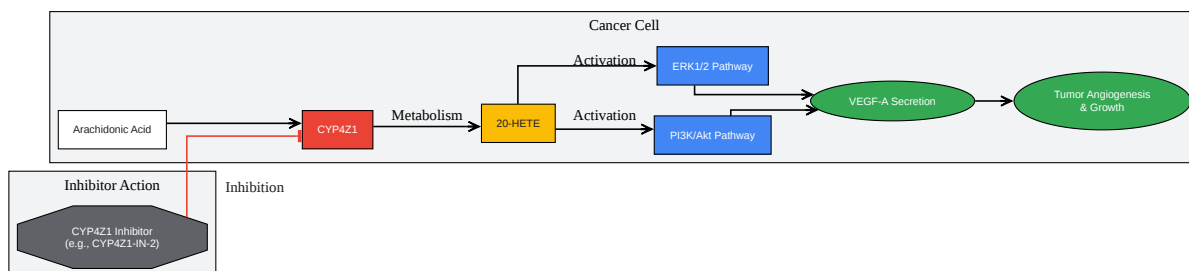 Cancer Cell
Activation
ERK1/2 Pathway
Arachidonic Acid
CYP4Z1
Metabolism
20-HETE
Activation
PI3K/Akt Pathway
VEGF-A Secretion
Tumor Angiogenesis
& Growth
Inhibitor Action
Inhibition
CYP4Z1 Inhibitor
(e.g., CYP4Z1-IN-2)